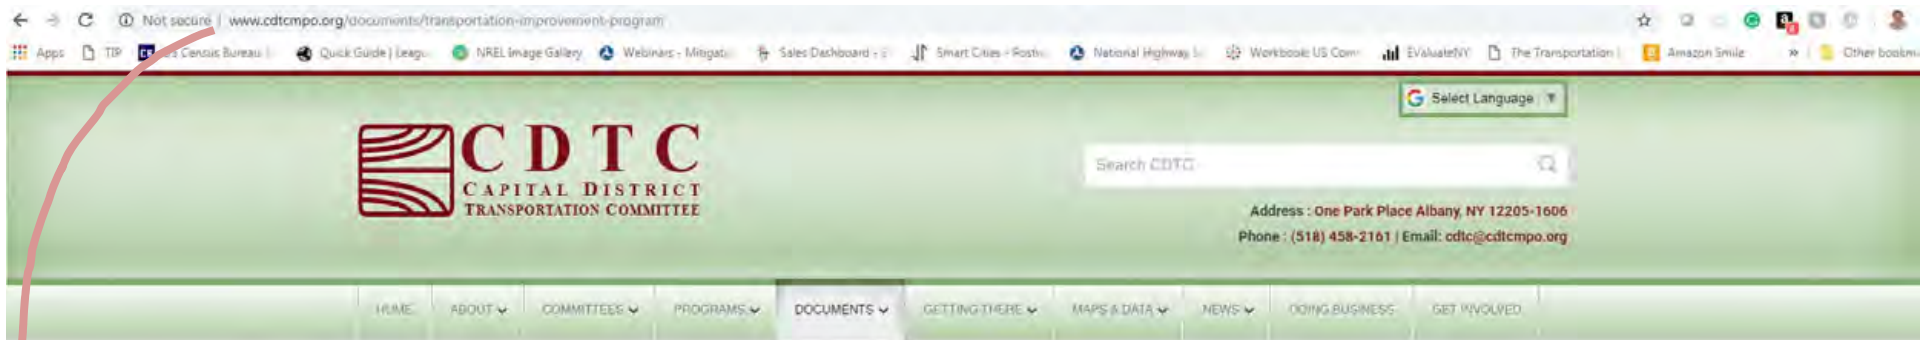 Not secure | www.cdtcmpo.org/documents/transportation-improvement-program
Apps TIP Census Bureau Quick Guide | Leagu NREL Image Gallery Webinars - Mitigat Sales Dashboard - E Smart Cities - Rostu National Highway Workbook: US Com EValuateNY The Transportation Amazon Smile » Other bookm
Select Language ▼
CDTC
CAPITAL DISTRICT
TRANSPORTATION COMMITTEE
Search CDTC
Address : One Park Place Albany, NY 12205-1606
Phone : (518) 458-2161 | Email: cdtc@cdtcmpo.org
HOME ABOUT COMMITTEES PROGRAMS DOCUMENTS GETTING THERE MAPS & DATA NEWS DOING BUSINESS GET INVOLVED